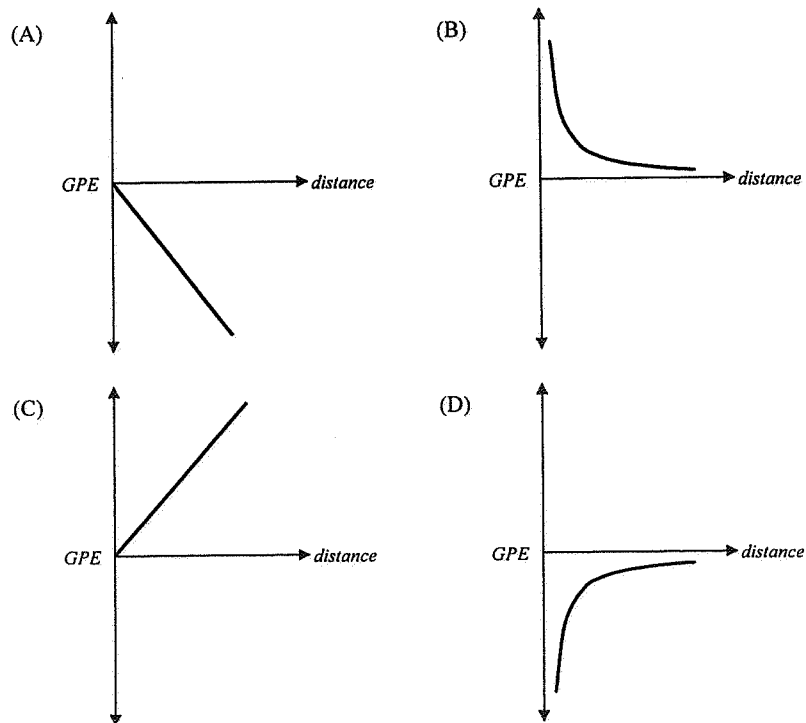 (A)
GPE
distance
(B)
GPE
distance
(C)
GPE
distance
(D)
GPE
distance